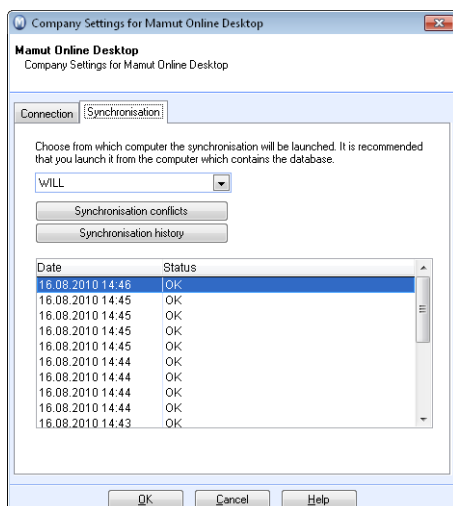 Company Settings for Mamut Online Desktop
Mamut Online Desktop
Company Settings for Mamut Online Desktop
Connection Synchronisation
Choose from which computer the synchronisation will be launched. It is recommended
that you launch it from the computer which contains the database.
WILL
Synchronisation conflicts
Synchronisation history
Date Status
16.08.2010 14:46 OK
16.08.2010 14:45 OK
16.08.2010 14:45 OK
16.08.2010 14:45 OK
16.08.2010 14:45 OK
16.08.2010 14:44 OK
16.08.2010 14:44 OK
16.08.2010 14:44 OK
16.08.2010 14:44 OK
16.08.2010 14:43 OK
OK Cancel Help